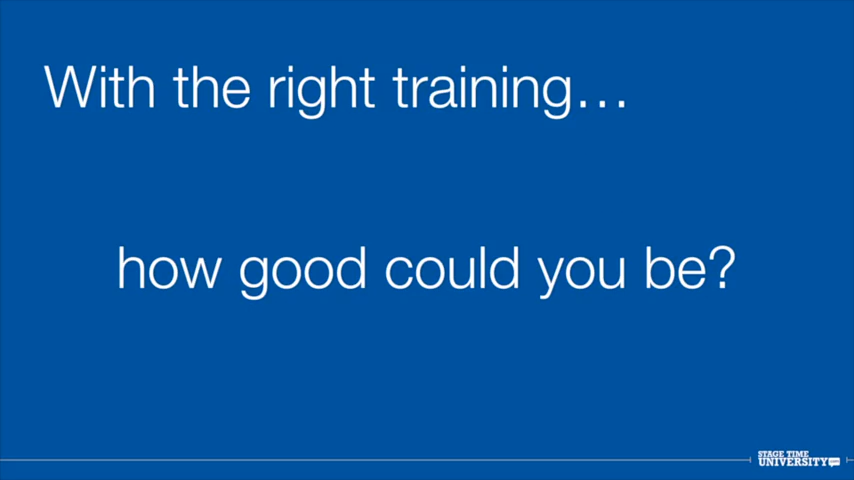 With the right training…
how good could you be?
STAGE TIME
UNIVERSITY